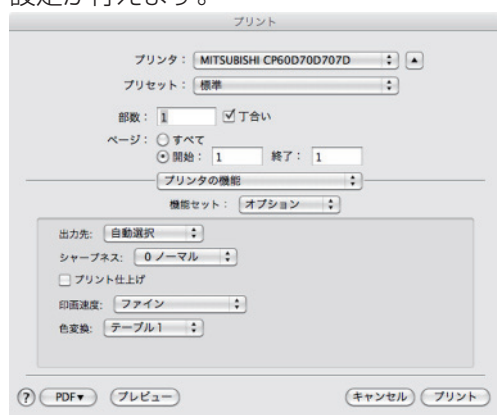 設定が行えます。
プリント
プリンタ： MITSUBISHI CP60D70D707D
プリセット： 標準
部数： 1 丁合い
ページ： すべて
開始： 1 終了： 1
プリンタの機能
機能セット： オプション
出力先: 自動選択
シャープネス: 0 ノーマル
プリント仕上げ
印画速度: ファイン
色変換: テーブル1
? PDF▼ プレビュー キャンセル プリント